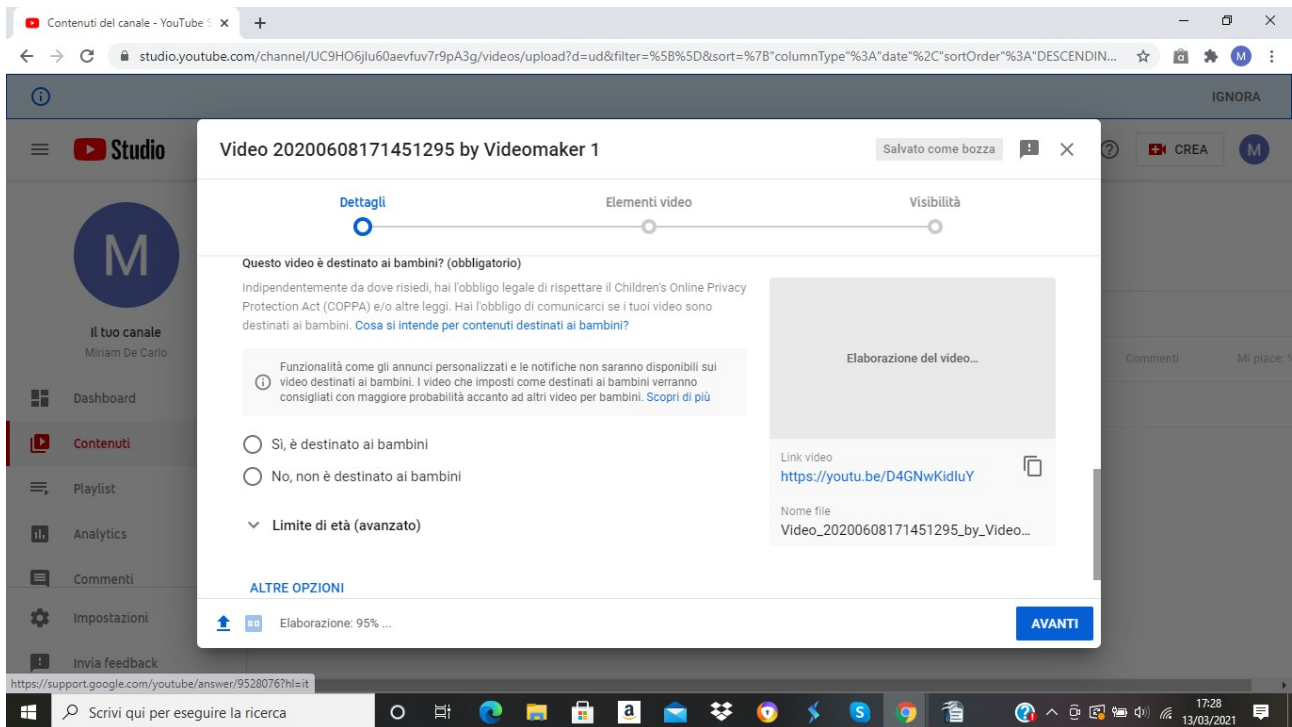 Contenuti del canale - YouTube S
studio.youtube.com/channel/UC9HO6jlu60aevfuv7r9pA3g/videos/upload?d=ud&filter=%5B%5D&sort=%7B"columnType"%3A"date"%2C"sortOrder"%3A"DESCENDIN...
M
IGNORA
Studio
Video 20200608171451295 by Videomaker 1
Salvato come bozza
CREA
M
Dettagli
Elementi video
Visibilità
M
Il tuo canale
Miriam De Carlo
Dashboard
Contenuti
Playlist
Analytics
Commenti
Impostazioni
Invia feedback
Questo video è destinato ai bambini? (obbligatorio)
Indipendentemente da dove risiedi, hai l'obbligo legale di rispettare il Children's Online Privacy
Protection Act (COPPA) e/o altre leggi. Hai l'obbligo di comunicarci se i tuoi video sono
destinati ai bambini. Cosa si intende per contenuti destinati ai bambini?
Funzionalità come gli annunci personalizzati e le notifiche non saranno disponibili sui
video destinati ai bambini. I video che imposti come destinati ai bambini verranno
consigliati con maggiore probabilità accanto ad altri video per bambini. Scopri di più
Sì, è destinato ai bambini
No, non è destinato ai bambini
Limite di età (avanzato)
ALTRE OPZIONI
Elaborazione del video...
Link video
https://youtu.be/D4GNwKidIuY
Nome file
Video_20200608171451295_by_Video...
Commenti
Mi piace:
Elaborazione: 95% ...
AVANTI
https://support.google.com/youtube/answer/9528076?hl=it
Scrivi qui per eseguire la ricerca
17:28
13/03/2021